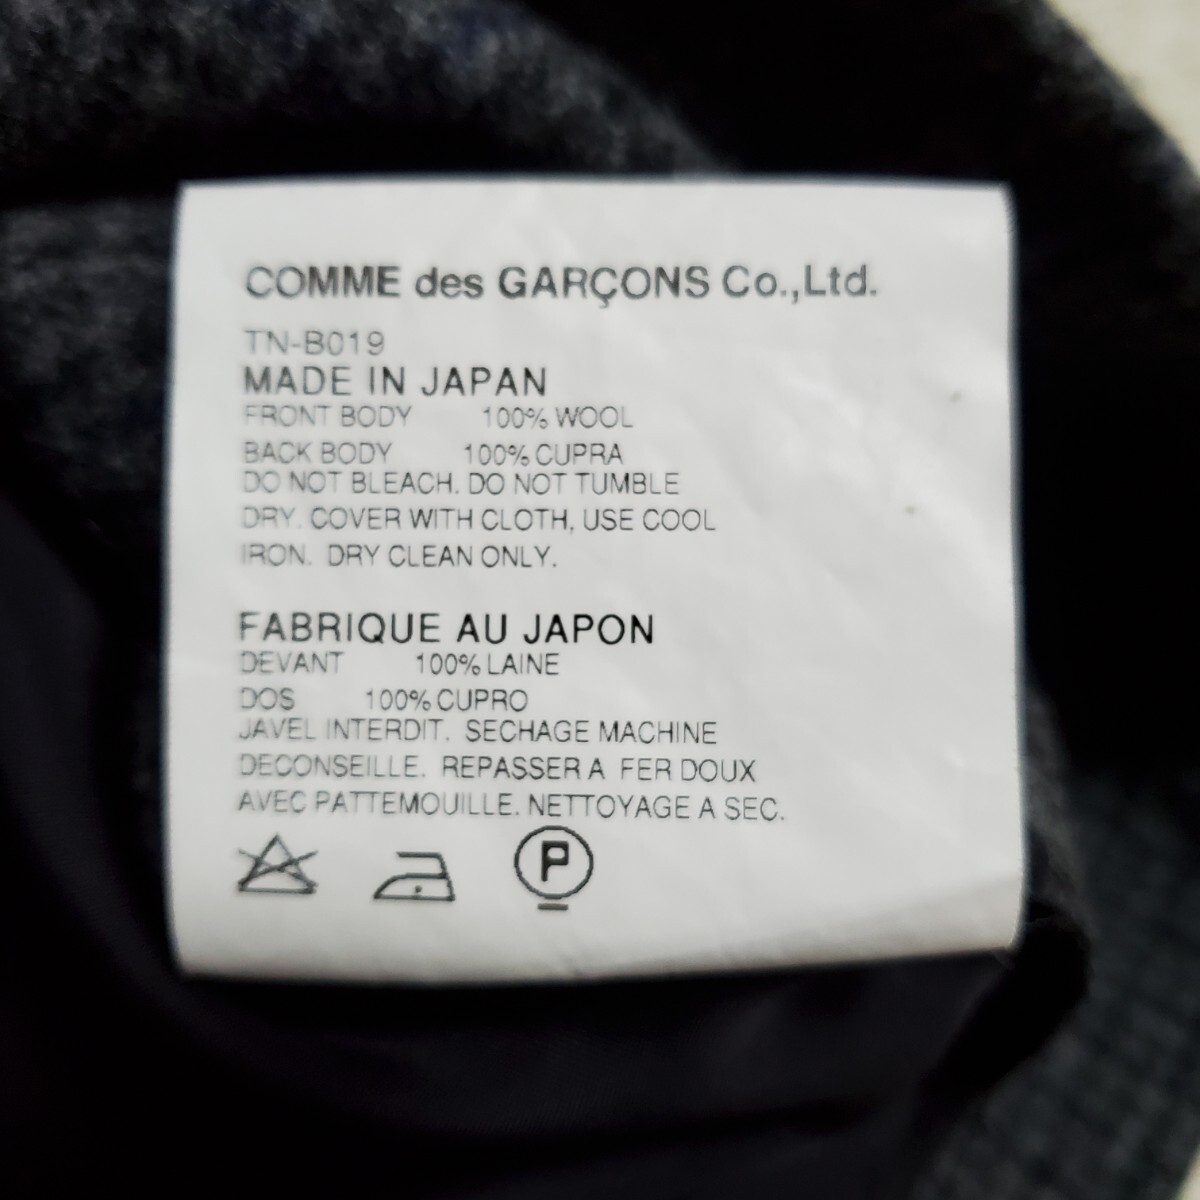 COMME des GARÇONS Co.,Ltd.
TN-B019
MADE IN JAPAN
FRONT BODY 100% WOOL
BACK BODY 100% CUPRA
DO NOT BLEACH. DO NOT TUMBLE
DRY. COVER WITH CLOTH, USE COOL
IRON. DRY CLEAN ONLY.
FABRIQUE AU JAPON
DEVANT 100% LAINE
DOS 100% CUPRO
JAVEL INTERDIT. SECHAGE MACHINE
DECONSEILLE. REPASSER A FER DOUX
AVEC PATTEMOUILLE. NETTOYAGE A SEC.
P